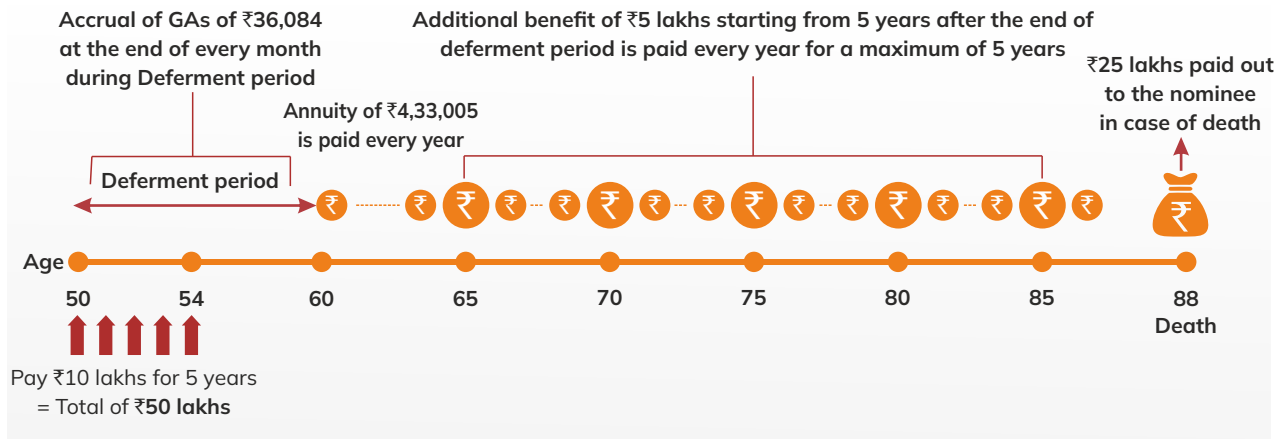 Accrual of GAs of ₹36,084
at the end of every month
during Deferment period
Additional benefit of ₹5 lakhs starting from 5 years after the end of
deferment period is paid every year for a maximum of 5 years
₹25 lakhs paid out
to the nominee
in case of death
Annuity of ₹4,33,005
is paid every year
Deferment period
₹ ₹ ₹ ₹ ₹ ₹ ₹ ₹ ₹ ₹ ₹ ₹ ₹ ₹ ₹ ₹ ₹
Age
50 54 60 65 70 75 80 85 88
Death
Pay ₹10 lakhs for 5 years
= Total of ₹50 lakhs